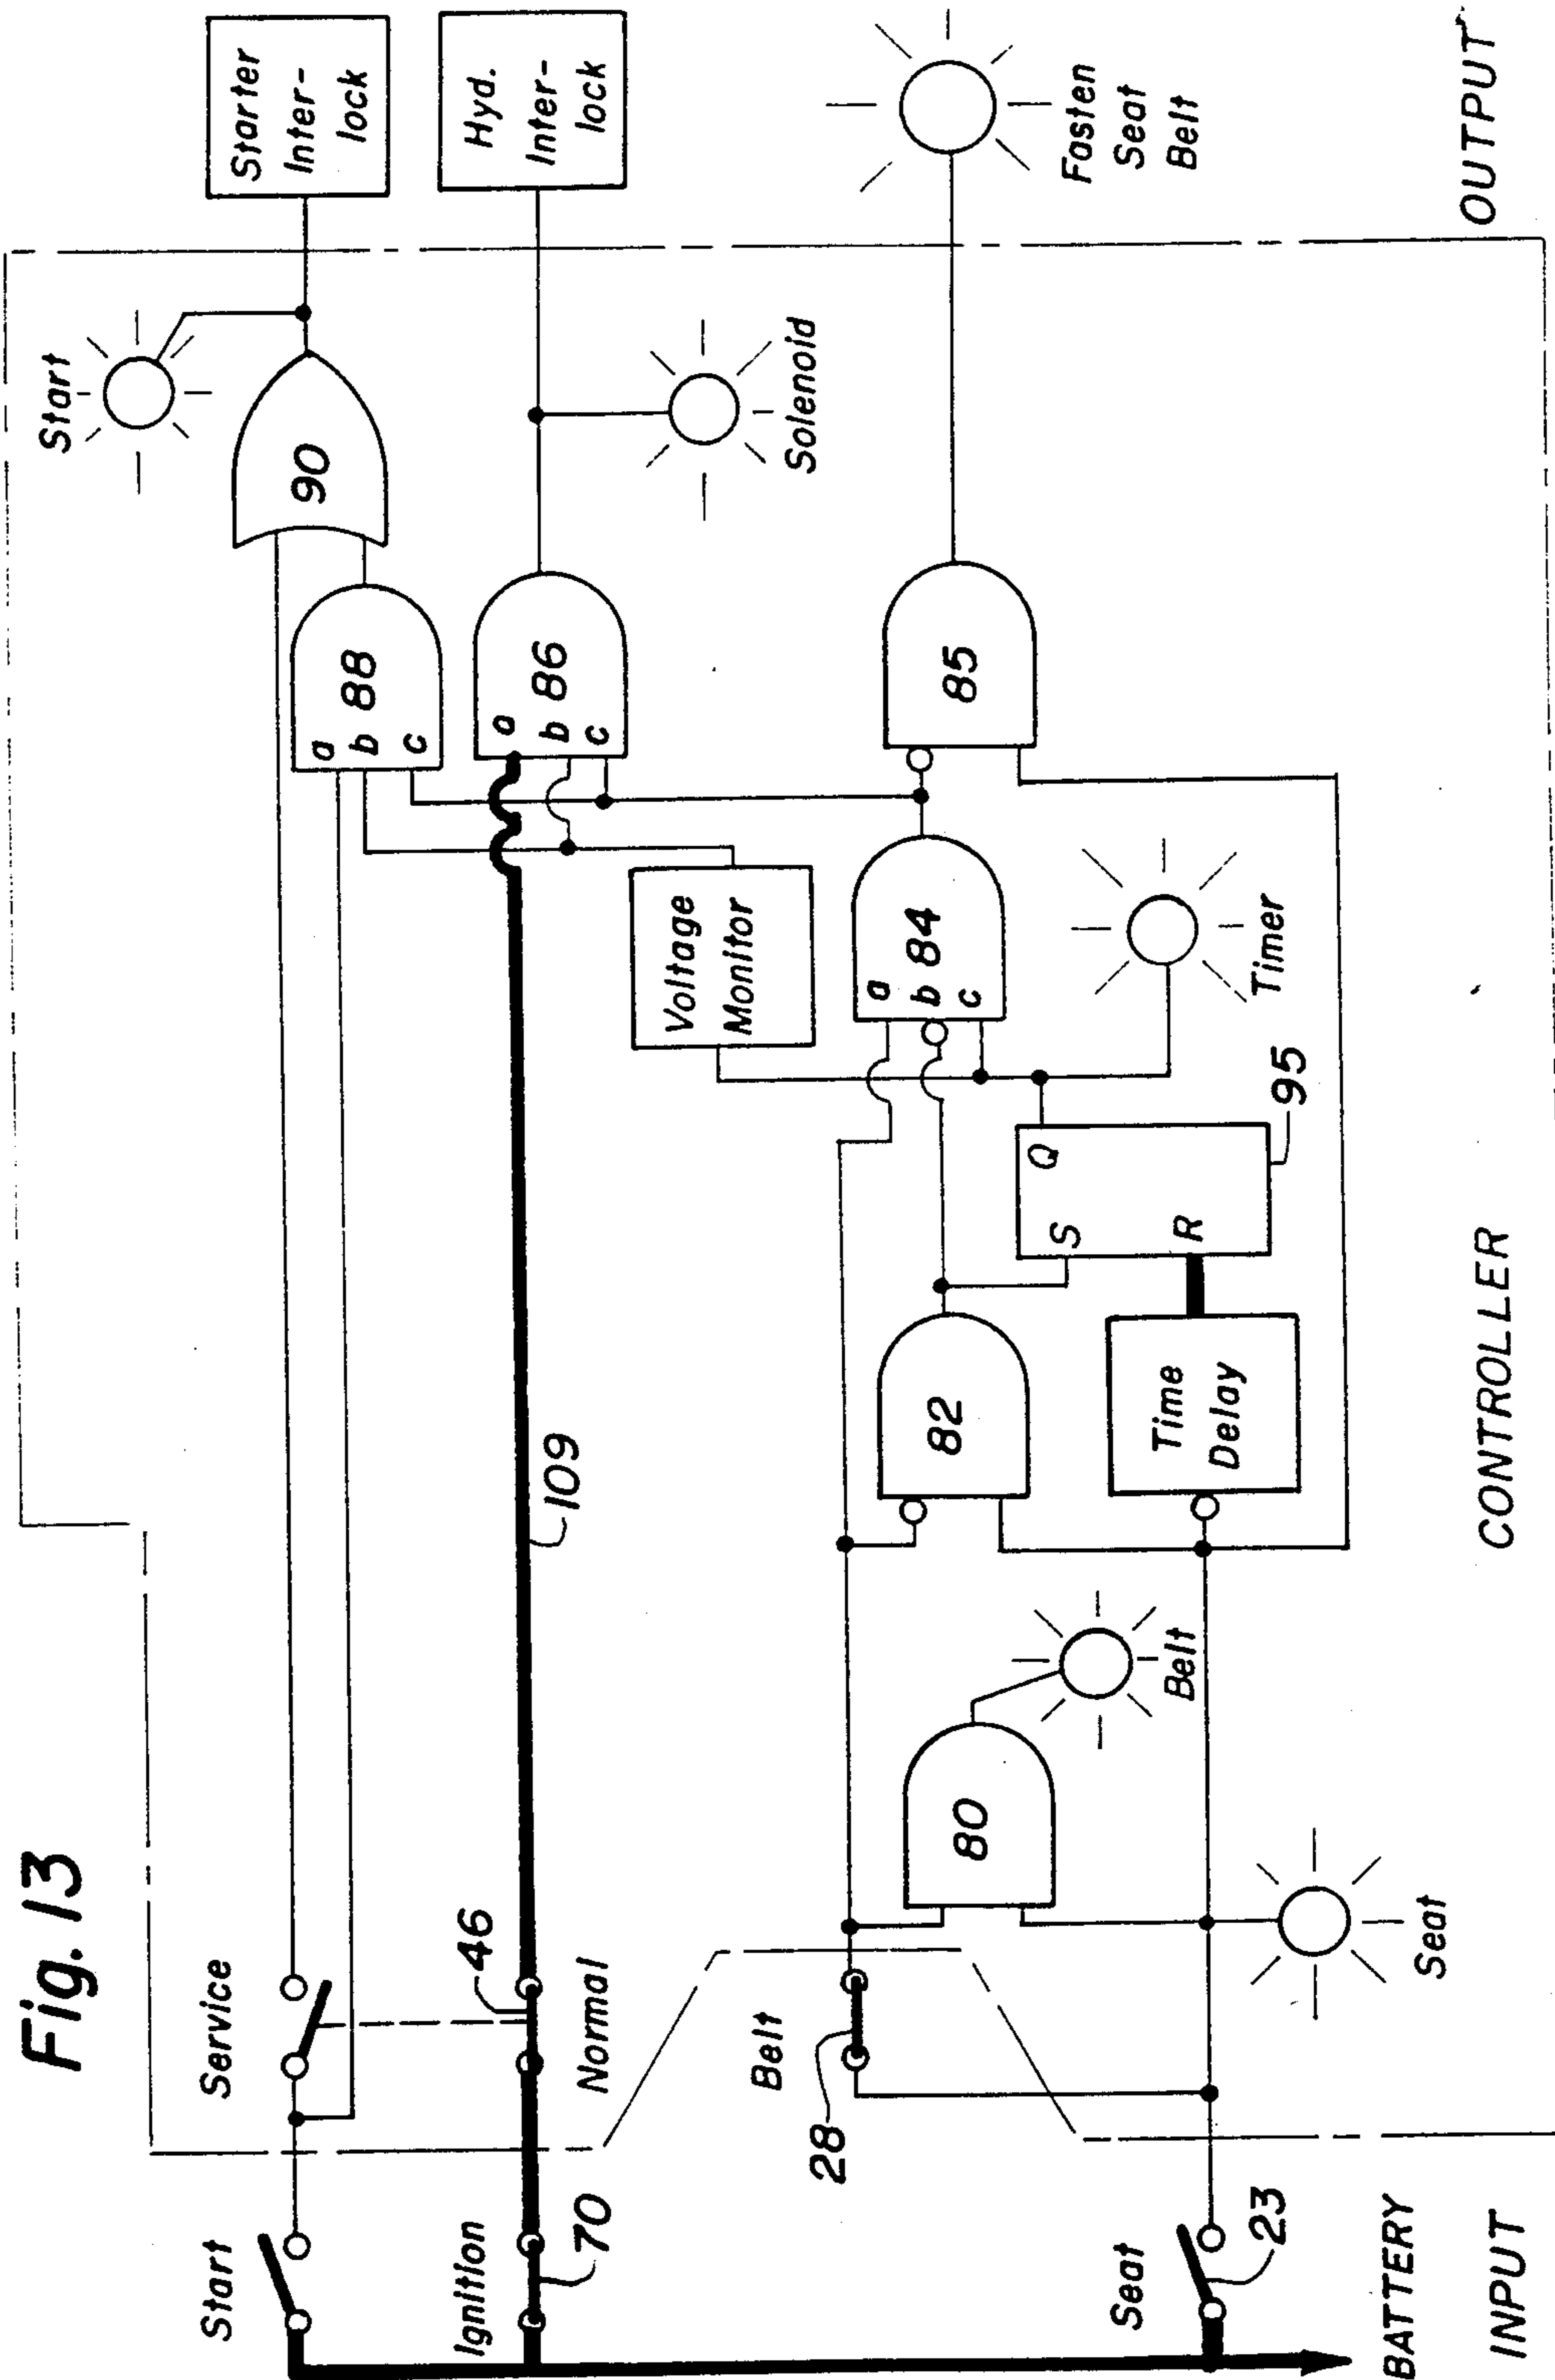 Fig. 13
Start
Service
90
Start
Starter
Inter-
lock
a
b
c
88
Ignition
70
46
Normal
109
a
b
c
86
Hyd.
Inter-
lock
Solenoid
Voltage
Monitor
Belt
28
80
Belt
82
a
b
c
84
85
Fasten
Seat
Belt
Timer
S
R
Q
95
Time
Delay
Seat
23
Seat
BATTERY
INPUT
CONTROLLER
OUTPUT